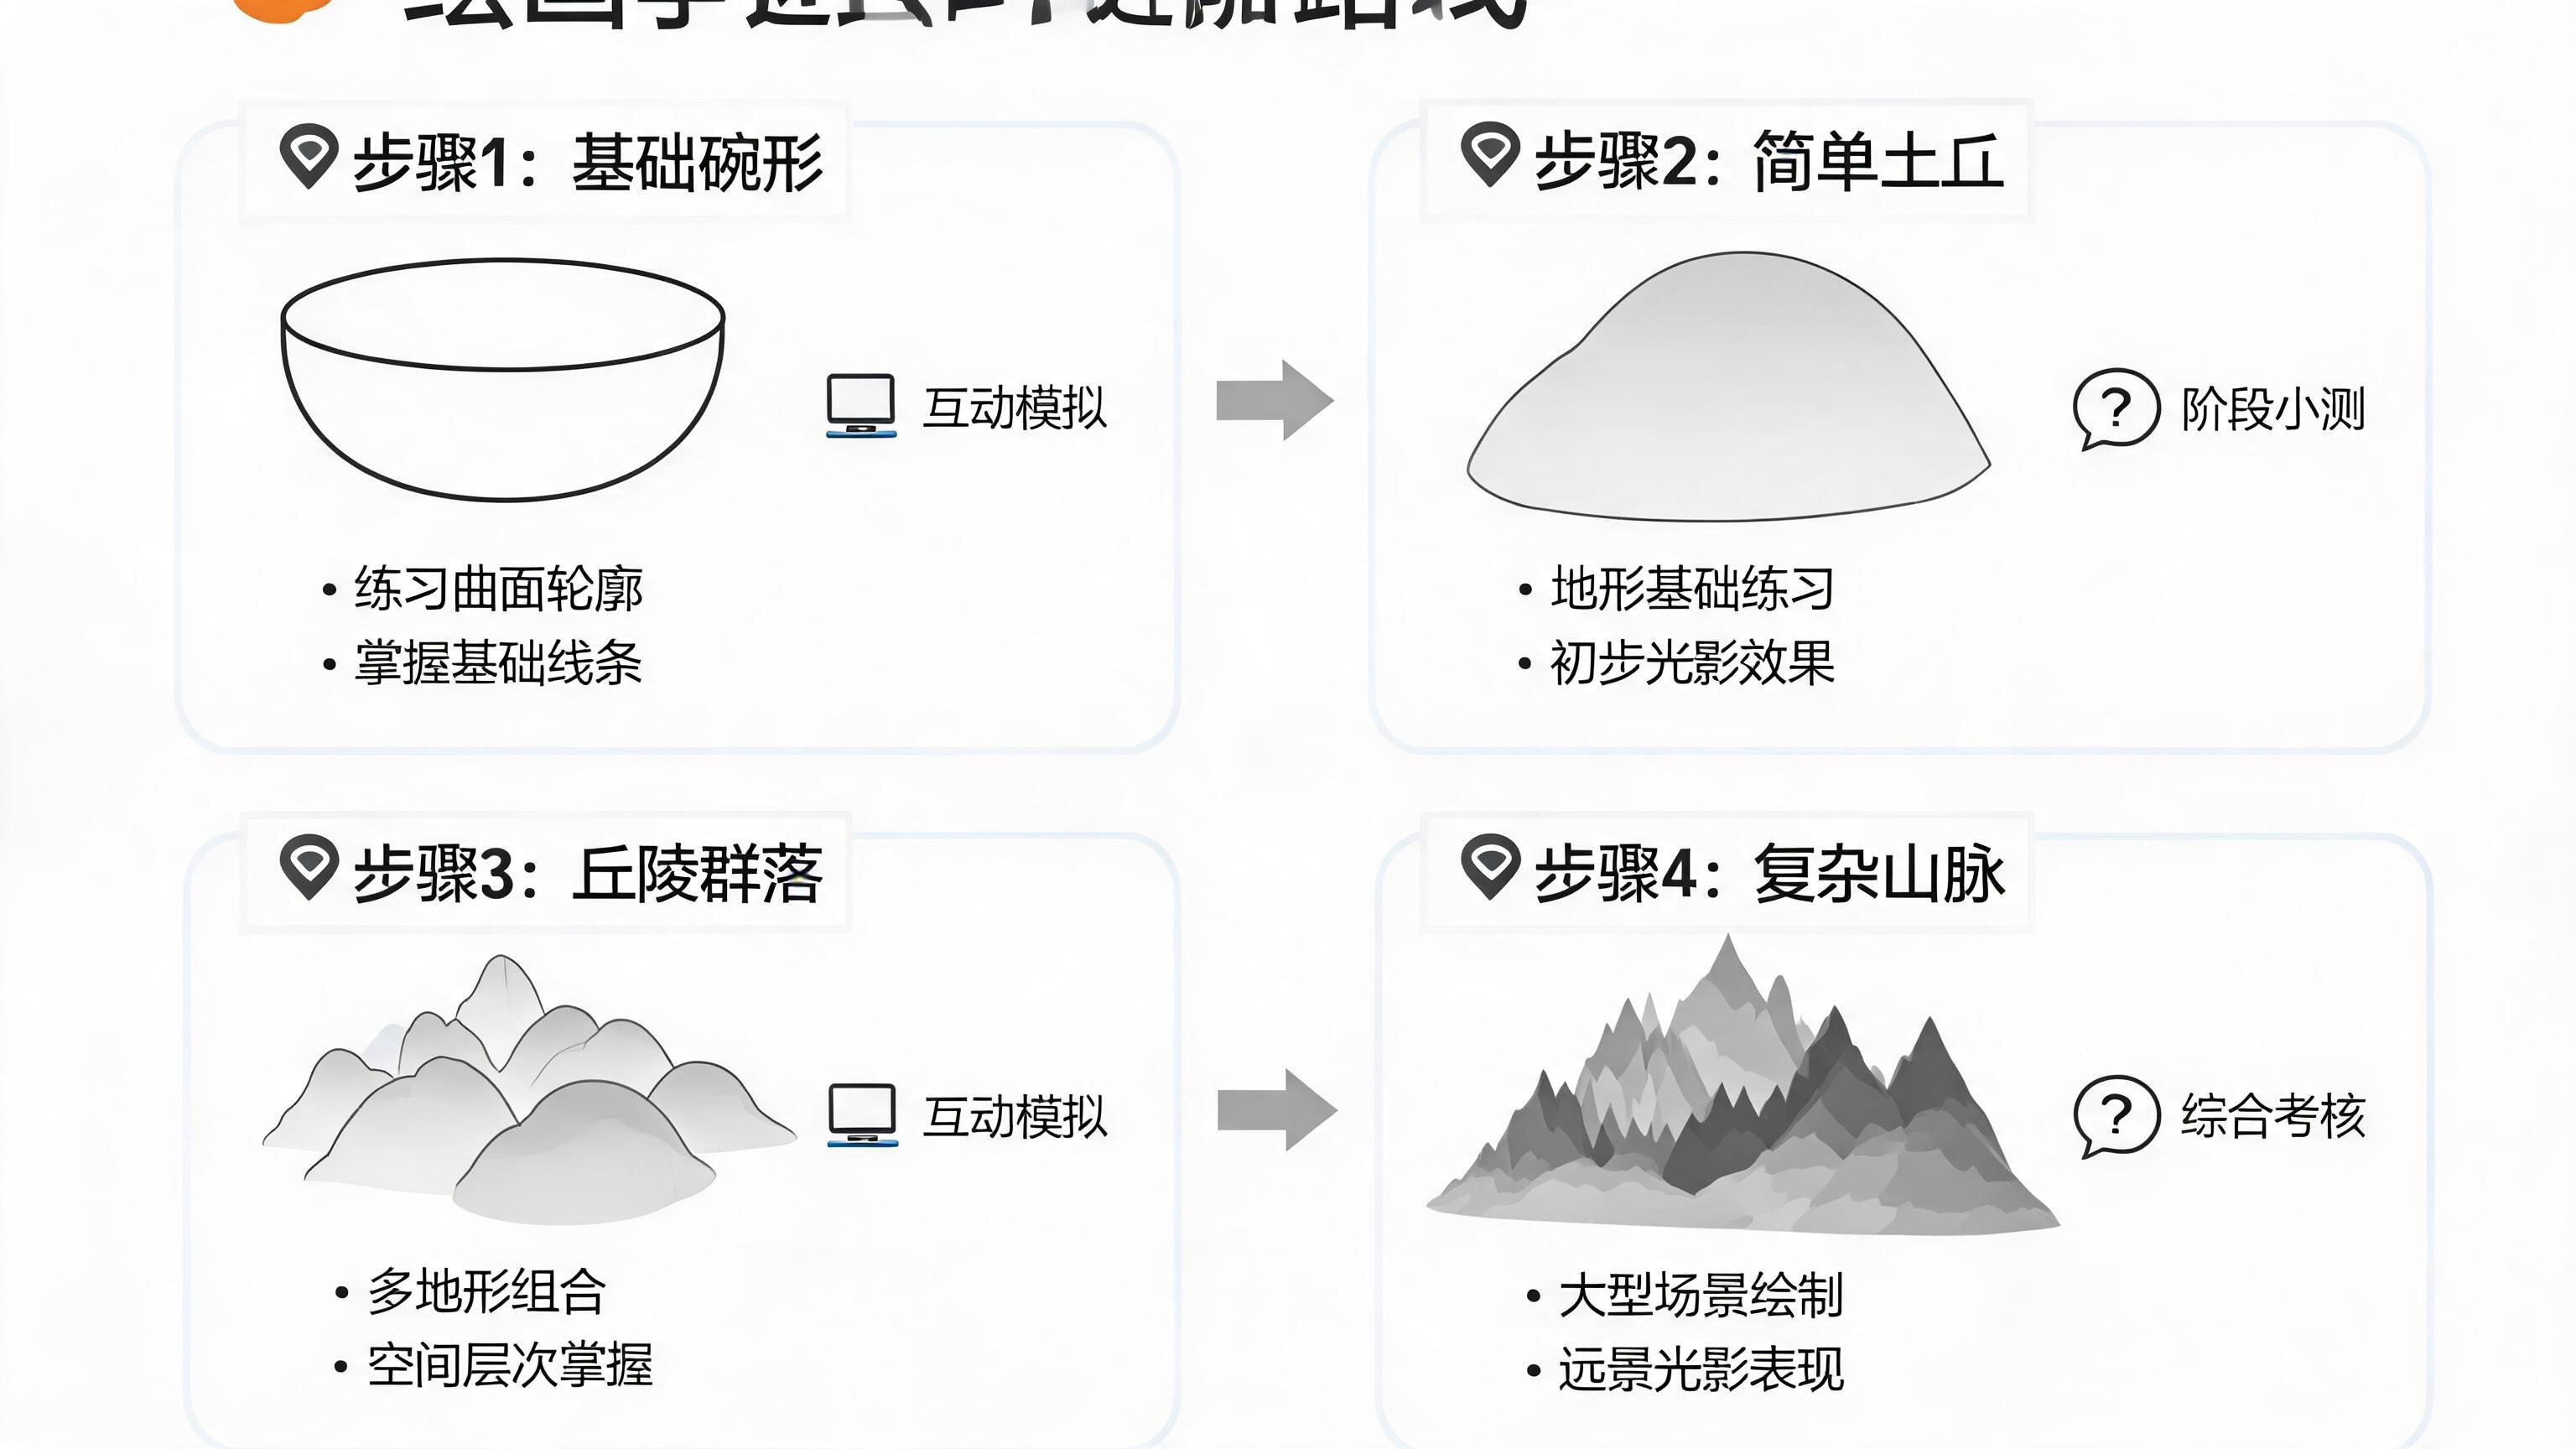 步骤1：基础碗形
互动模拟
• 练习曲面轮廓
• 掌握基础线条
步骤2：简单土丘
阶段小测
• 地形基础练习
• 初步光影效果
步骤3：丘陵群落
互动模拟
• 多地形组合
• 空间层次掌握
步骤4：复杂山脉
综合考核
• 大型场景绘制
• 远景光影表现